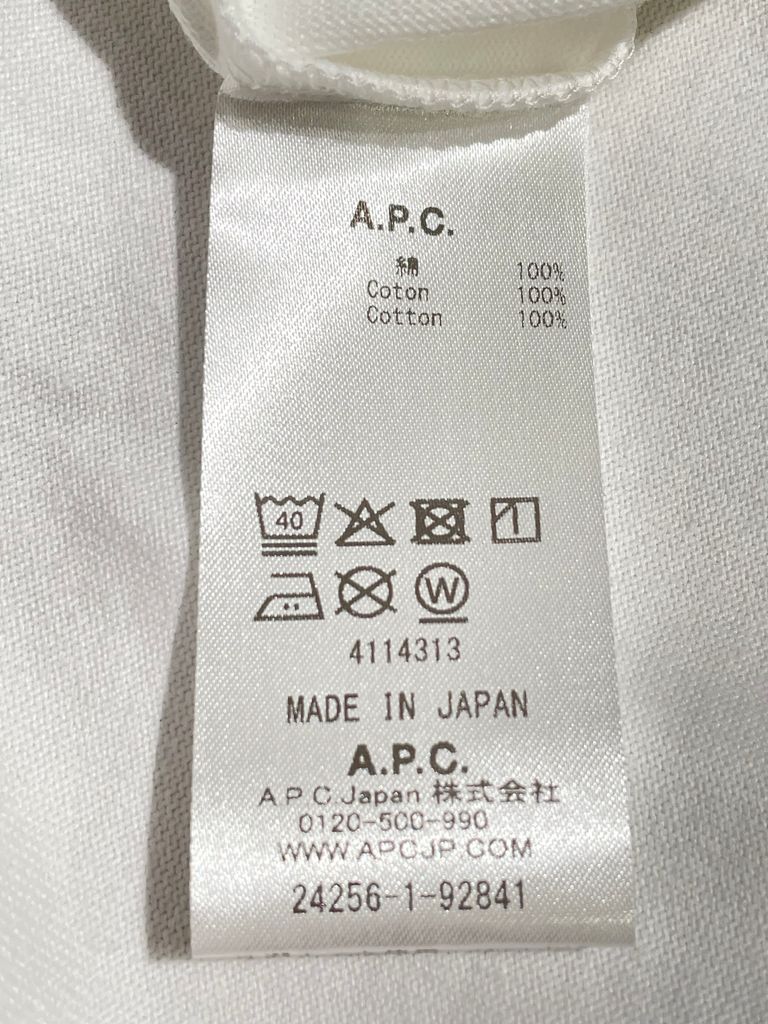 A.P.C.
綿 100%
Coton 100%
Cotton 100%
40
W
4114313
MADE IN JAPAN
A.P.C.
A.P.C.Japan 株式会社
0120-500-990
WWW.APCJP.COM
24256-1-92841